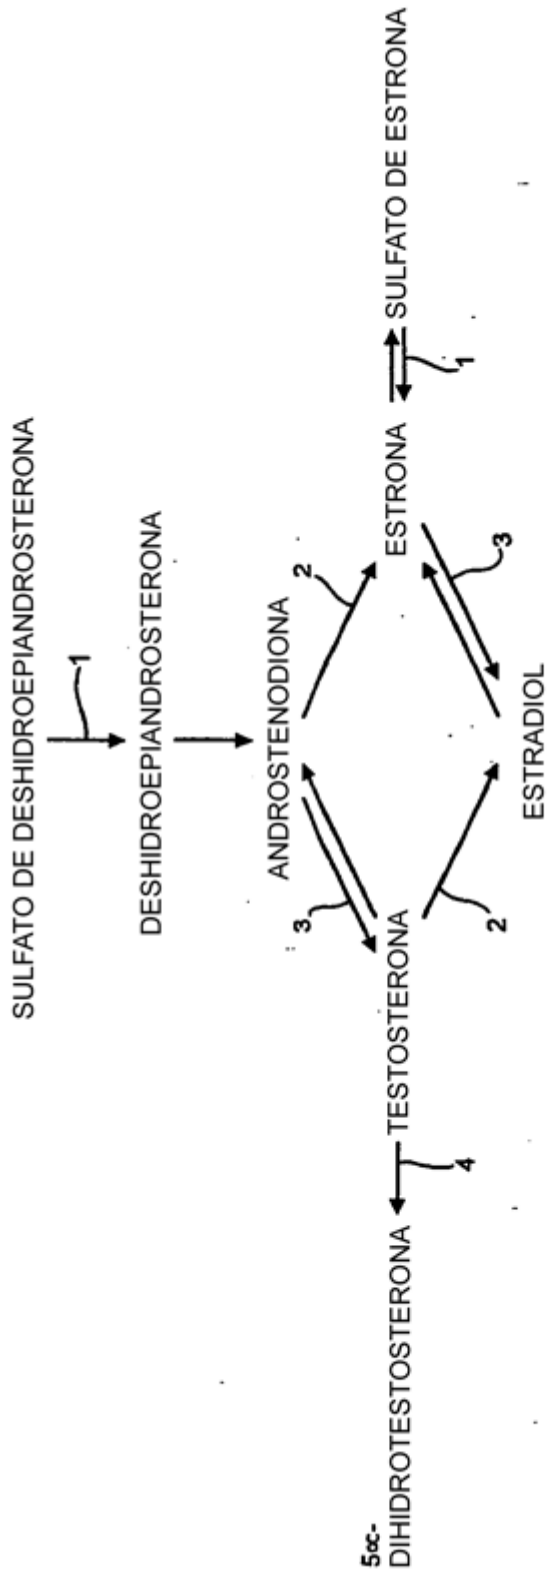 SULFATO DE DESHIDROEPIANDROSTERONA
1
DESHIDROEPIANDROSTERONA
ANDROSTENODIONA
3
2
5α-
DIHIDROTESTOSTERONA
4
TESTOSTERONA
ESTRONA
1
SULFATO DE ESTRONA
2
3
ESTRADIOL